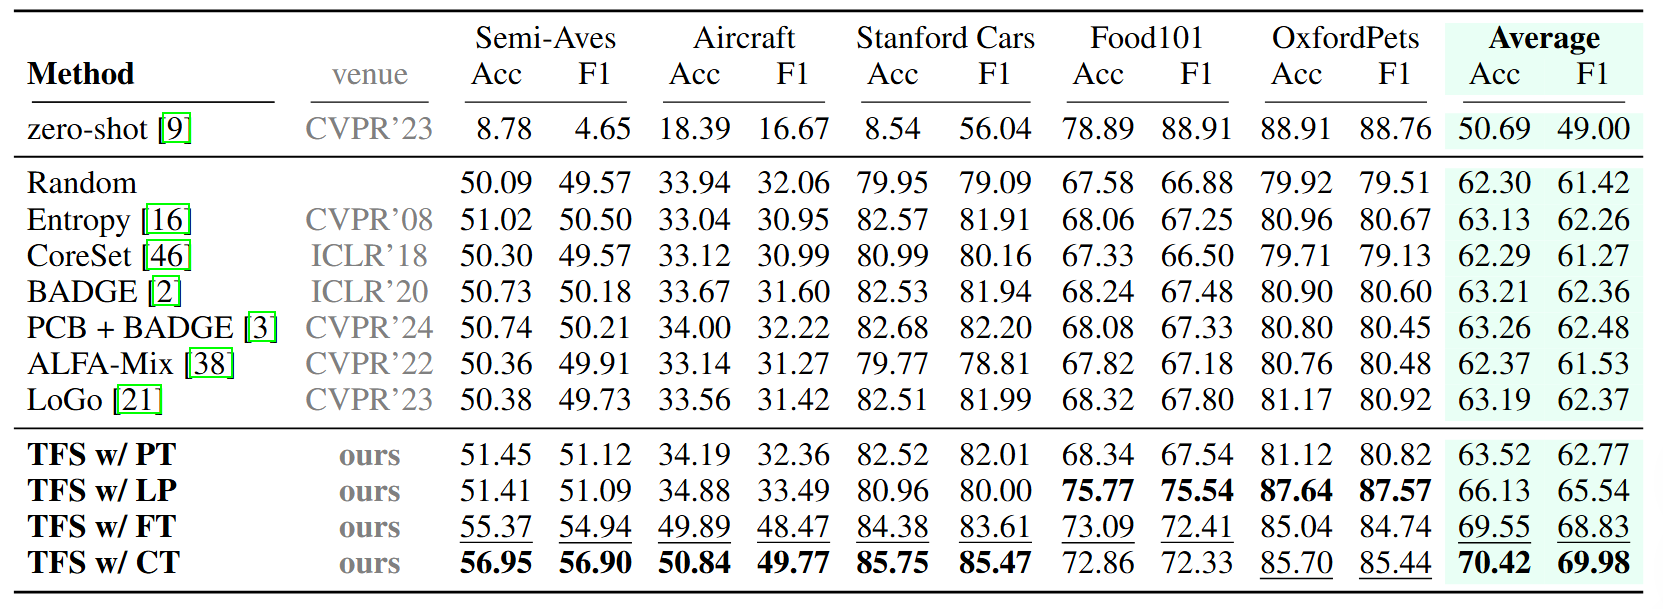 Semi-Aves Aircraft Stanford Cars Food101 OxfordPets Average
Method venue Acc F1 Acc F1 Acc F1 Acc F1 Acc F1 Acc F1
zero-shot [9] CVPR'23 8.78 4.65 18.39 16.67 8.54 56.04 78.89 88.91 88.91 88.76 50.69 49.00
Random 50.09 49.57 33.94 32.06 79.95 79.09 67.58 66.88 79.92 79.51 62.30 61.42
Entropy [16] CVPR'08 51.02 50.50 33.04 30.95 82.57 81.91 68.06 67.25 80.96 80.67 63.13 62.26
CoreSet [46] ICLR'18 50.30 49.57 33.12 30.99 80.99 80.16 67.33 66.50 79.71 79.13 62.29 61.27
BADGE [2] ICLR'20 50.73 50.18 33.67 31.60 82.53 81.94 68.24 67.48 80.90 80.60 63.21 62.36
PCB + BADGE [3] CVPR'24 50.74 50.21 34.00 32.22 82.68 82.20 68.08 67.33 80.80 80.45 63.26 62.48
ALFA-Mix [38] CVPR'22 50.36 49.91 33.14 31.27 79.77 78.81 67.82 67.18 80.76 80.48 62.37 61.53
LoGo [21] CVPR'23 50.38 49.73 33.56 31.42 82.51 81.99 68.32 67.80 81.17 80.92 63.19 62.37
TFS w/ PT ours 51.45 51.12 34.19 32.36 82.52 82.01 68.34 67.54 81.12 80.82 63.52 62.77
TFS w/ LP ours 51.41 51.09 34.88 33.49 80.96 80.00 75.77 75.54 87.64 87.57 66.13 65.54
TFS w/ FT ours 55.37 54.94 49.89 48.47 84.38 83.61 73.09 72.41 85.04 84.74 69.55 68.83
TFS w/ CT ours 56.95 56.90 50.84 49.77 85.75 85.47 72.86 72.33 85.70 85.44 70.42 69.98